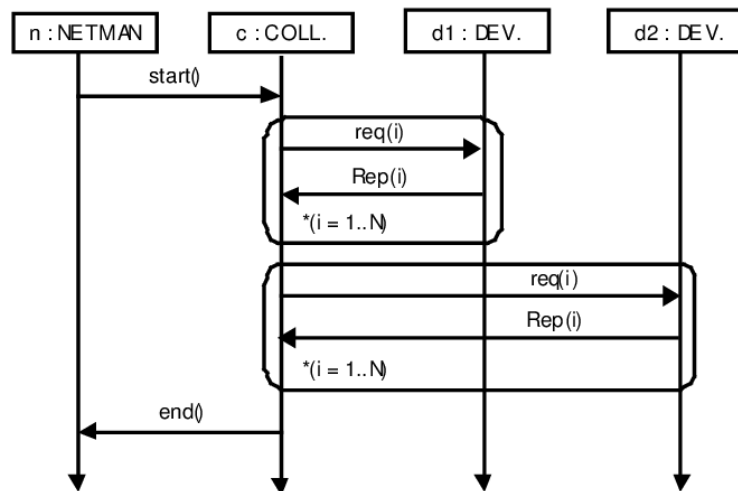 n : NETMAN c : COLL. d1 : DEV. d2 : DEV.
start()
req(i)
Rep(i)
*(i = 1..N)
req(i)
Rep(i)
*(i = 1..N)
end()